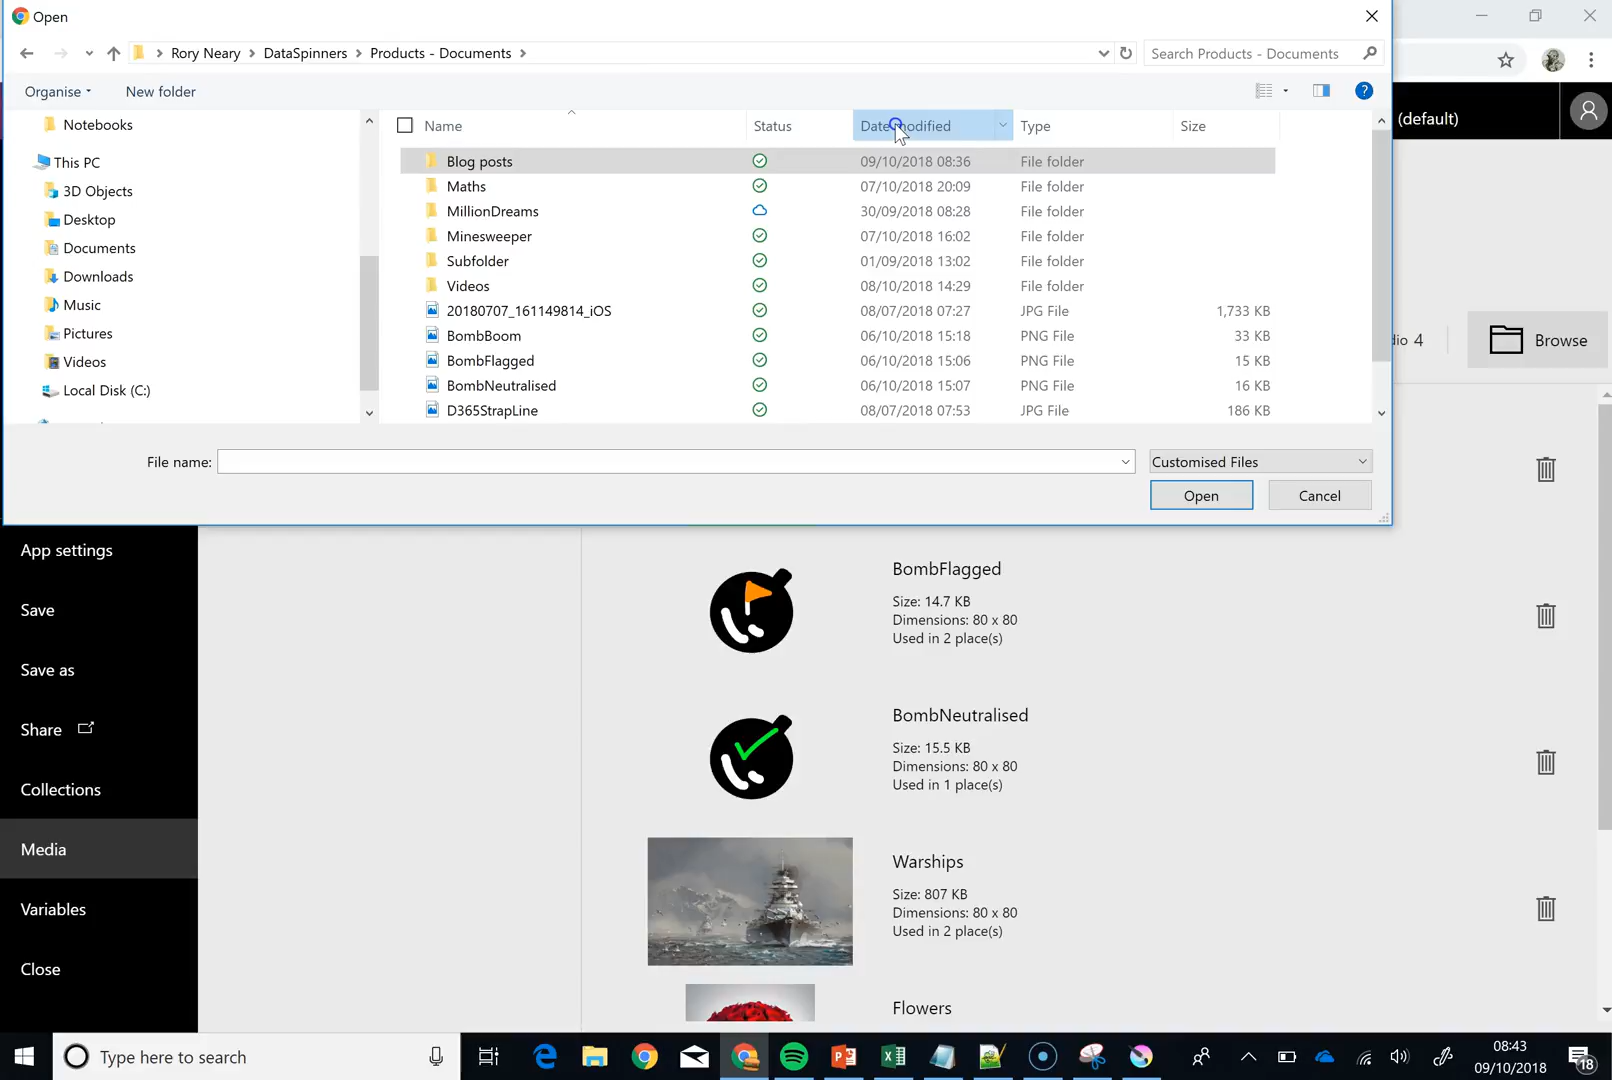 Open
Rory Neary > DataSpinners > Products - Documents >
Search Products - Documents
Organise
New folder
?
(default)
Notebooks
This PC
3D Objects
Desktop
Documents
Downloads
Music
Pictures
Videos
Local Disk (C:)
Name Status Date modified Type Size
Blog posts 09/10/2018 08:36 File folder
Maths 07/10/2018 20:09 File folder
MillionDreams 30/09/2018 08:28 File folder
Minesweeper 07/10/2018 16:02 File folder
Subfolder 01/09/2018 13:02 File folder
Videos 08/10/2018 14:29 File folder
20180707_161149814_iOS 08/07/2018 07:27 JPG File 1,733 KB
BombBoom 06/10/2018 15:18 PNG File 33 KB
BombFlagged 06/10/2018 15:06 PNG File 15 KB
BombNeutralised 06/10/2018 15:07 PNG File 16 KB
D365StrapLine 08/07/2018 07:53 JPG File 186 KB
File name:
Customised Files
Open
Cancel
dio 4
Browse
App settings
Save
Save as
Share
Collections
Media
Variables
Close
BombFlagged
Size: 14.7 KB
Dimensions: 80 x 80
Used in 2 place(s)
BombNeutralised
Size: 15.5 KB
Dimensions: 80 x 80
Used in 1 place(s)
Warships
Size: 807 KB
Dimensions: 80 x 80
Used in 2 place(s)
Flowers
Type here to search
08:43
09/10/2018
18